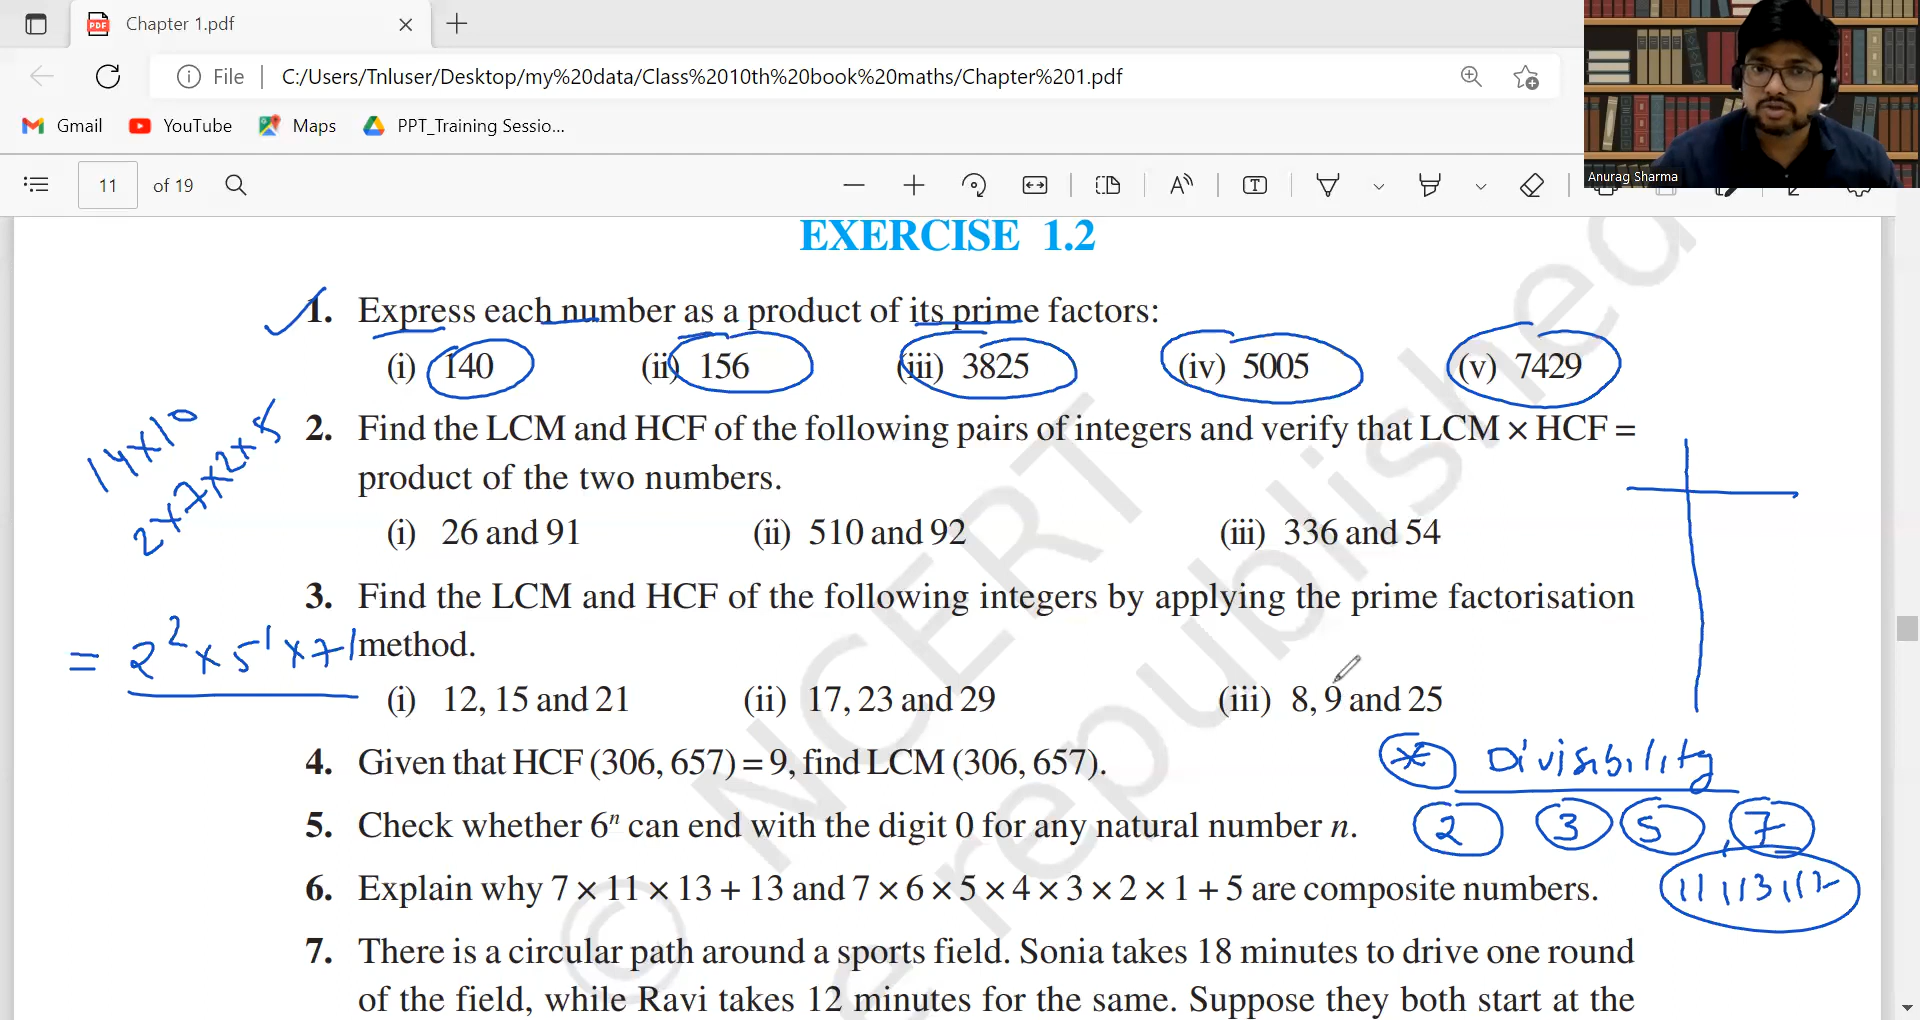 Chapter 1.pdf
File C:/Users/Tnluser/Desktop/my%20data/Class%2010th%20book%20maths/Chapter%201.pdf
Gmail YouTube Maps PPT_Training Sessio...
Anurag Sharma
11 of 19
EXERCISE 1.2
1. Express each number as a product of its prime factors:
(i) 140 (ii) 156 (iii) 3825 (iv) 5005 (v) 7429
14×10
2×7×2×5
2. Find the LCM and HCF of the following pairs of integers and verify that LCM × HCF =
product of the two numbers.
(i) 26 and 91 (ii) 510 and 92 (iii) 336 and 54
3. Find the LCM and HCF of the following integers by applying the prime factorisation
method.
= 2² × 5¹ × 7¹
(i) 12, 15 and 21 (ii) 17, 23 and 29 (iii) 8, 9 and 25
4. Given that HCF (306, 657) = 9, find LCM (306, 657).
* Divisibility
5. Check whether 6ⁿ can end with the digit 0 for any natural number n.
2 3 5, 7
6. Explain why 7 × 11 × 13 + 13 and 7 × 6 × 5 × 4 × 3 × 2 × 1 + 5 are composite numbers.
7. There is a circular path around a sports field. Sonia takes 18 minutes to drive one round
of the field, while Ravi takes 12 minutes for the same. Suppose they both start at the
© NCERT
republished